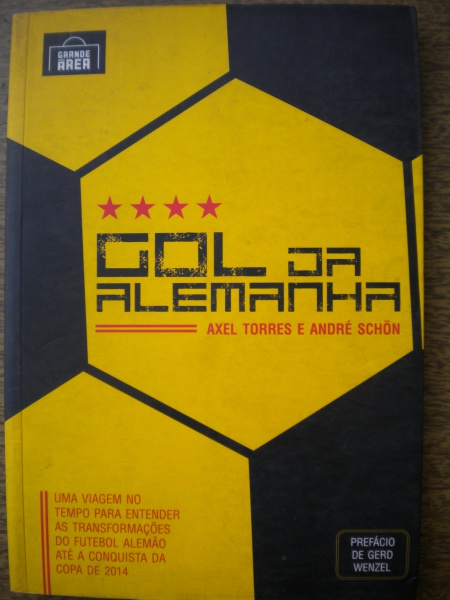 GRANDE
ÁREA
GOL DA
ALEMANHA
AXEL TORRES E ANDRÉ SCHÖN
UMA VIAGEM NO
TEMPO PARA ENTENDER
AS TRANSFORMAÇÕES
DO FUTEBOL ALEMÃO
ATÉ A CONQUISTA DA
COPA DE 2014
PREFÁCIO
DE GERD
WENZEL